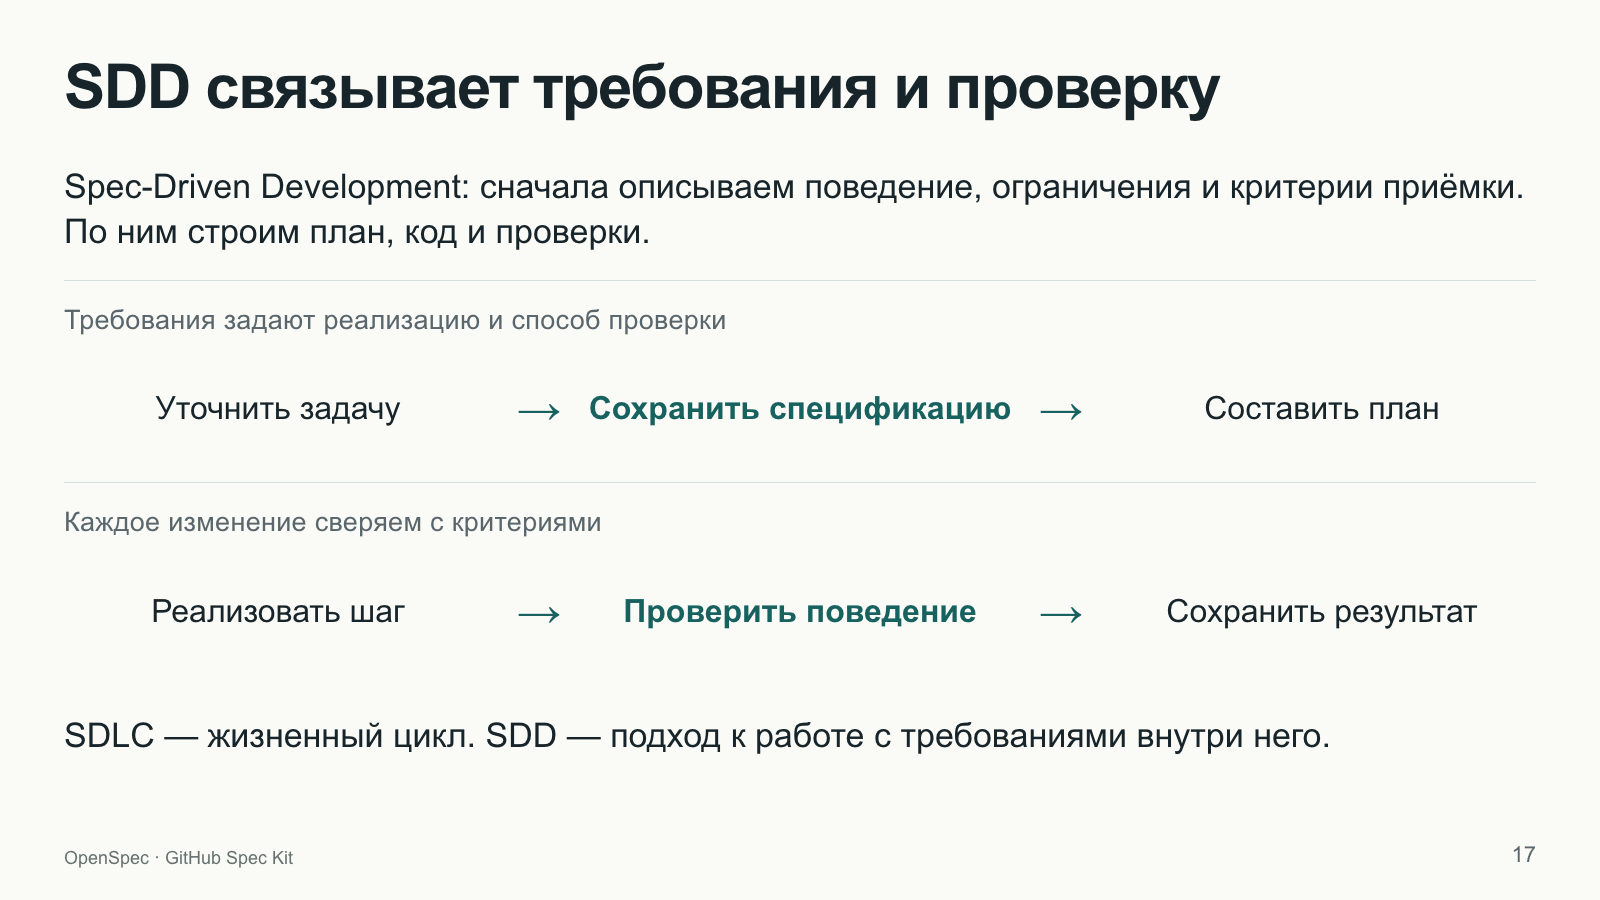 SDD связывает требования и проверку
Spec-Driven Development: сначала описываем поведение, ограничения и критерии приёмки.
По ним строим план, код и проверки.
Требования задают реализацию и способ проверки
Уточнить задачу → Сохранить спецификацию → Составить план
Каждое изменение сверяем с критериями
Реализовать шаг → Проверить поведение → Сохранить результат
SDLC — жизненный цикл. SDD — подход к работе с требованиями внутри него.
OpenSpec · GitHub Spec Kit
17